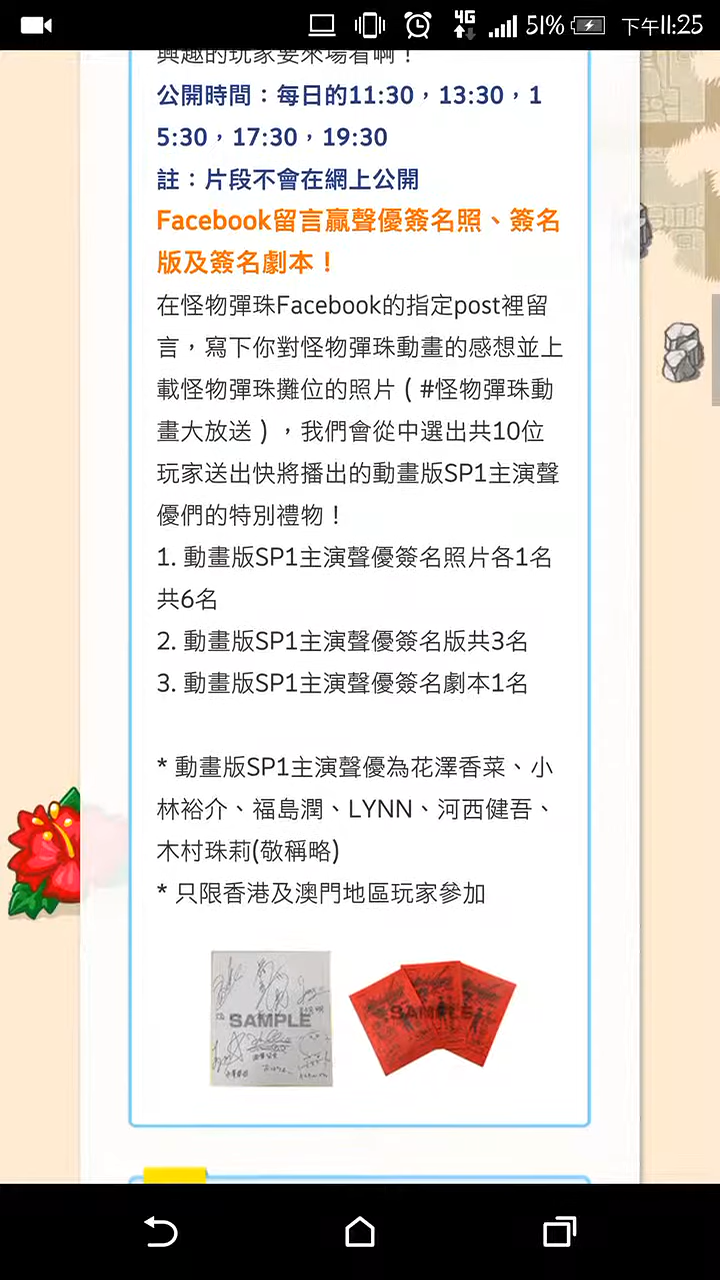 4G 51% 下午11:25
興趣的玩家要來場看啊！
公開時間：每日的11:30，13:30，1
5:30，17:30，19:30
註：片段不會在網上公開
Facebook留言贏聲優簽名照、簽名
版及簽名劇本！
在怪物彈珠Facebook的指定post裡留
言，寫下你對怪物彈珠動畫的感想並上
載怪物彈珠攤位的照片（#怪物彈珠動
畫大放送），我們會從中選出共10位
玩家送出快將播出的動畫版SP1主演聲
優們的特別禮物！
1. 動畫版SP1主演聲優簽名照片各1名
共6名
2. 動畫版SP1主演聲優簽名版共3名
3. 動畫版SP1主演聲優簽名劇本1名
* 動畫版SP1主演聲優為花澤香菜、小
林裕介、福島潤、LYNN、河西健吾、
木村珠莉(敬稱略)
* 只限香港及澳門地區玩家參加
SAMPLE
SAMPLE